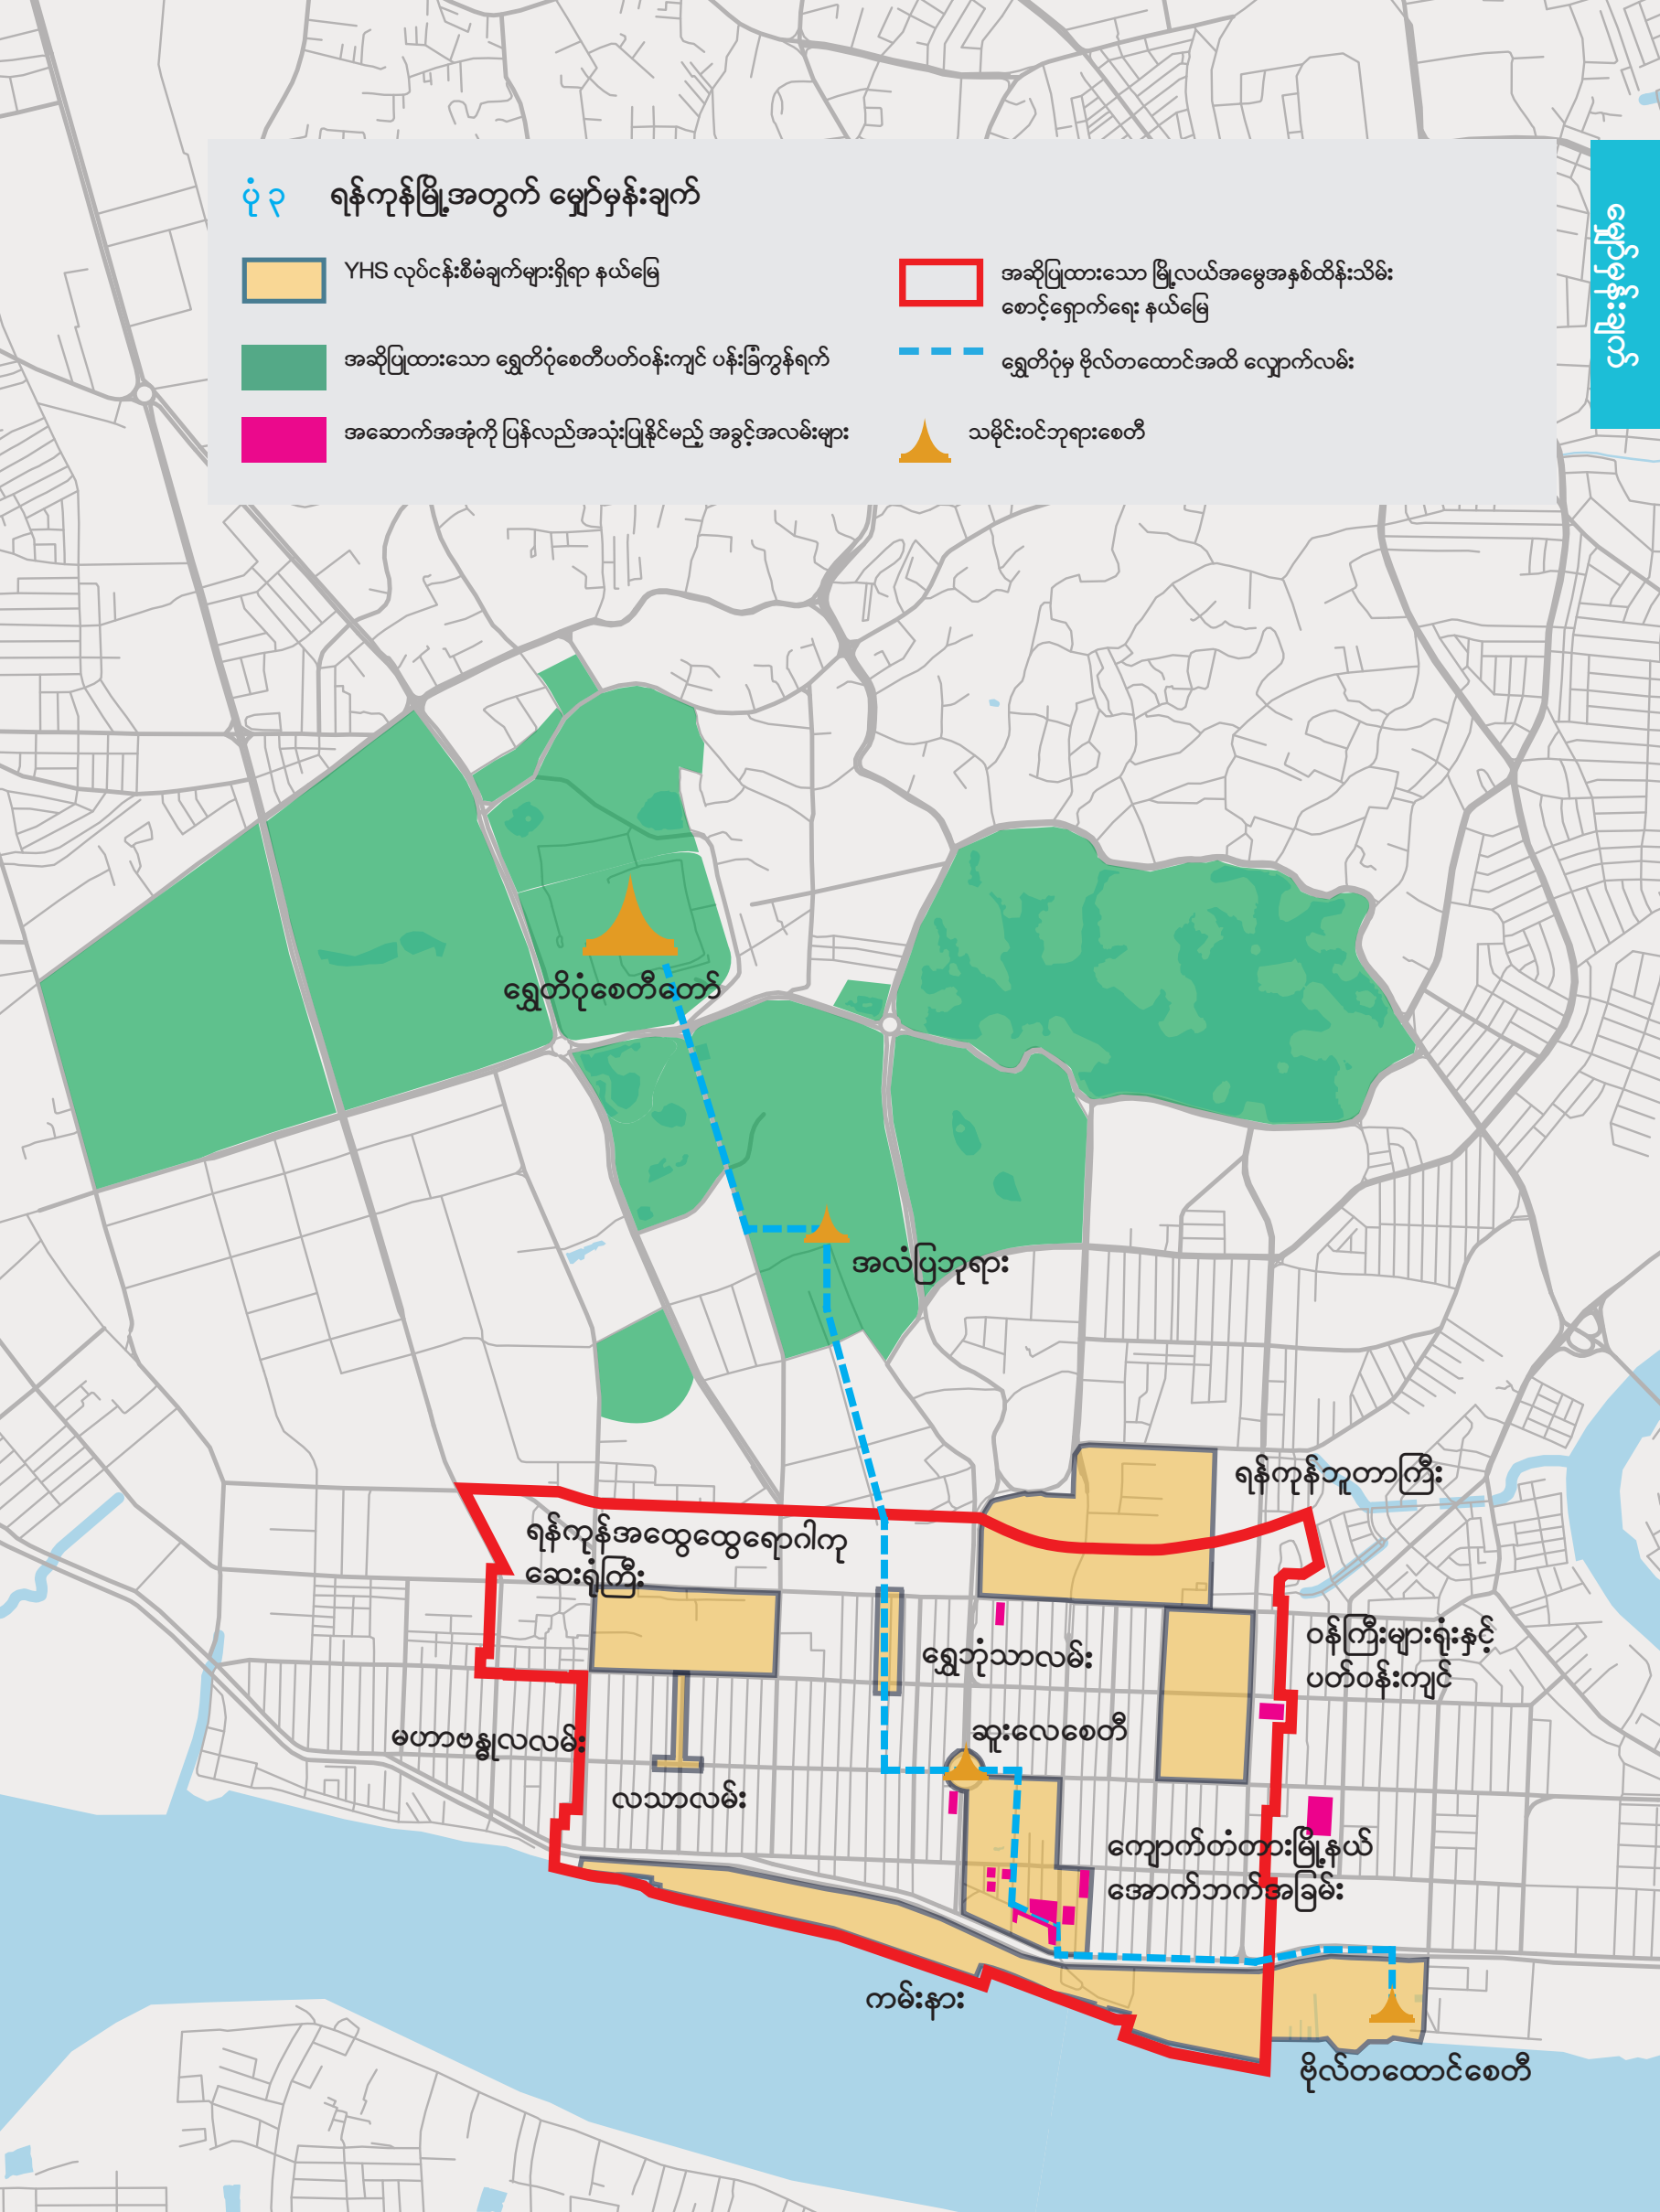 ပုံ ၃ ရန်ကုန်မြို့အတွက် မျှော်မှန်းချက်
YHS လုပ်ငန်းစီမံချက်များရှိရာ နယ်မြေ
အဆိုပြုထားသော ရွှေတိဂုံစေတီပတ်ဝန်းကျင် ပန်းခြံကွန်ရက်
အဆောက်အအုံကို ပြန်လည်အသုံးပြုနိုင်မည့် အခွင့်အလမ်းများ
အဆိုပြုထားသော မြို့လယ်အမွေအနှစ်ထိန်းသိမ်း
စောင့်ရှောက်ရေး နယ်မြေ
ရွှေတိဂုံမှ ဗိုလ်တထောင်အထိ လျှောက်လမ်း
သမိုင်းဝင်ဘုရားစေတီ
ရွှေတိဂုံစေတီတော်
အလံပြဘုရား
ရန်ကုန်ဘူတာကြီး
ရန်ကုန်အထွေထွေရောဂါကု
ဆေးရုံကြီး
ဝန်ကြီးများရုံးနှင့်
ပတ်ဝန်းကျင်
ရွှေဘုံသာလမ်း
ဆူးလေစေတီ
မဟာဗန္ဓုလလမ်း
လသာလမ်း
ကျောက်တံတားမြို့နယ်
အောက်ဘက်အခြမ်း
ကမ်းနား
ဗိုလ်တထောင်စေတီ